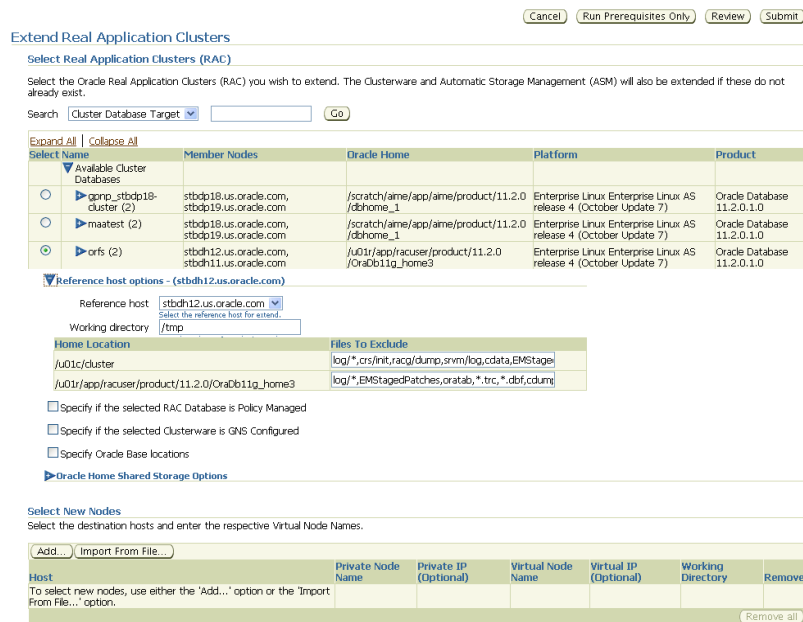 Cancel Run Prerequisites Only Review Submit
Extend Real Application Clusters
Select Real Application Clusters (RAC)
Select the Oracle Real Application Clusters (RAC) you wish to extend. The Clusterware and Automatic Storage Management (ASM) will also be extended if these do not
already exist.
Search Cluster Database Target Go
Expand All | Collapse All
Select Name Member Nodes Oracle Home Platform Product
Available Cluster
Databases
gpnp_stbdp18-
cluster (2)
stbdp18.us.oracle.com,
stbdp19.us.oracle.com
/scratch/aime/app/aime/product/11.2.0
/dbhome_1
Enterprise Linux Enterprise Linux AS
release 4 (October Update 7)
Oracle Database
11.2.0.1.0
maatest (2)
stbdp18.us.oracle.com,
stbdp19.us.oracle.com
/scratch/aime/app/aime/product/11.2.0
/dbhome_1
Enterprise Linux Enterprise Linux AS
release 4 (October Update 7)
Oracle Database
11.2.0.1.0
orfs (2)
stbdh12.us.oracle.com,
stbdh11.us.oracle.com
/u01r/app/racuser/product/11.2.0
/OraDb11g_home3
Enterprise Linux Enterprise Linux AS
release 4 (October Update 7)
Oracle Database
11.2.0.1.0
Reference host options - (stbdh12.us.oracle.com)
Reference host stbdh12.us.oracle.com
Select the reference host for extend.
Working directory /tmp
Home Location Files To Exclude
/u01c/cluster log/*,crs/init,racg/dump,srvm/log,cdata,EMStage
/u01r/app/racuser/product/11.2.0/OraDb11g_home3 log/*,EMStagedPatches,oratab,*.trc,*.dbf,cdump
Specify if the selected RAC Database is Policy Managed
Specify if the selected Clusterware is GNS Configured
Specify Oracle Base locations
Oracle Home Shared Storage Options
Select New Nodes
Select the destination hosts and enter the respective Virtual Node Names.
Add... Import From File...
Host
Private Node
Name
Private IP
(Optional)
Virtual Node
Name
Virtual IP
(Optional)
Working
Directory
Remove
To select new nodes, use either the 'Add...' option or the 'Import
From File...' option.
Remove all